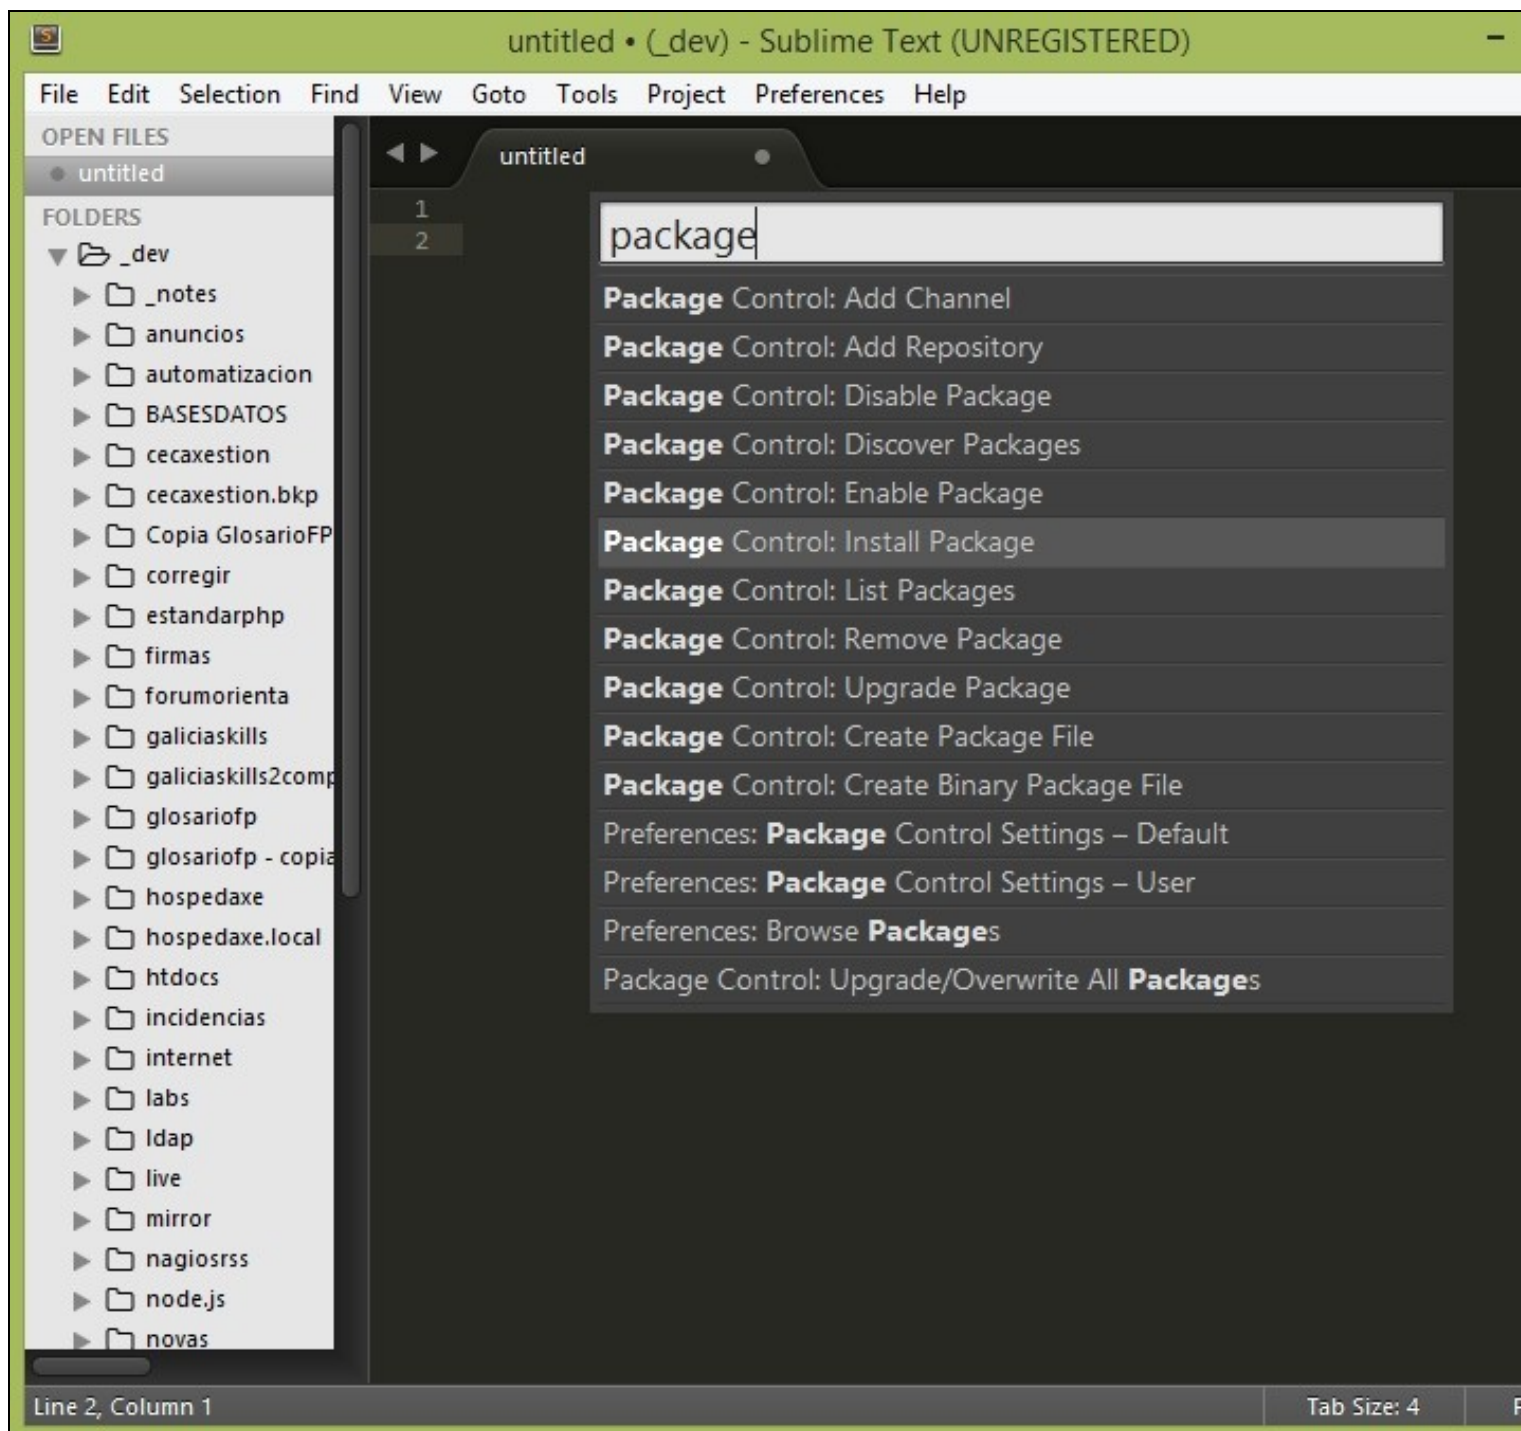 untitled • (_dev) - Sublime Text (UNREGISTERED)
File Edit Selection Find View Goto Tools Project Preferences Help
OPEN FILES
untitled
FOLDERS
_dev
_notes
anuncios
automatizacion
BASESDATOS
cecaxestion
cecaxestion.bkp
Copia GlosarioFP
corregir
estandarphp
firmas
forumorienta
galiciaskills
galiciaskills2comp
glosariofp
glosariofp - copia
hospedaxe
hospedaxe.local
htdocs
incidencias
internet
labs
ldap
live
mirror
nagiosrss
node.js
novas
untitled
1
2
package
Package Control: Add Channel
Package Control: Add Repository
Package Control: Disable Package
Package Control: Discover Packages
Package Control: Enable Package
Package Control: Install Package
Package Control: List Packages
Package Control: Remove Package
Package Control: Upgrade Package
Package Control: Create Package File
Package Control: Create Binary Package File
Preferences: Package Control Settings – Default
Preferences: Package Control Settings – User
Preferences: Browse Packages
Package Control: Upgrade/Overwrite All Packages
Line 2, Column 1
Tab Size: 4